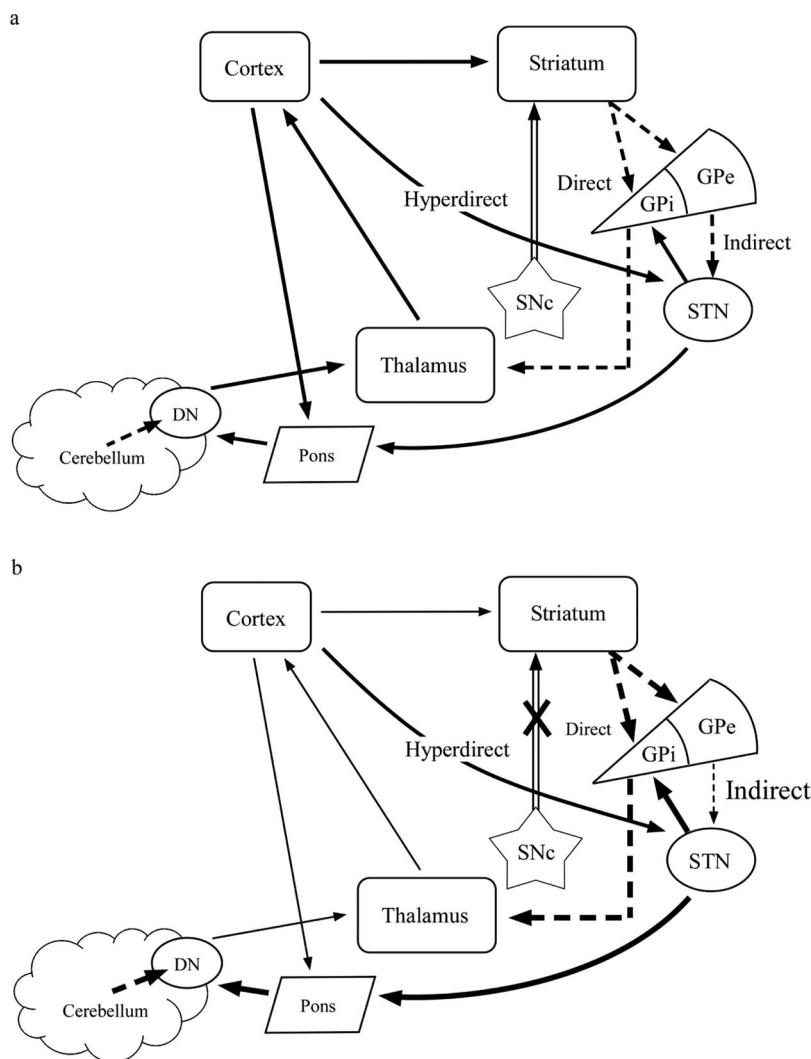 a
Cortex
Striatum
Direct
GPe
GPi
Hyperdirect
Indirect
SNc
STN
Thalamus
DN
Cerebellum
Pons
b
Cortex
Striatum
Direct
GPe
GPi
Hyperdirect
Indirect
SNc
STN
Thalamus
DN
Cerebellum
Pons